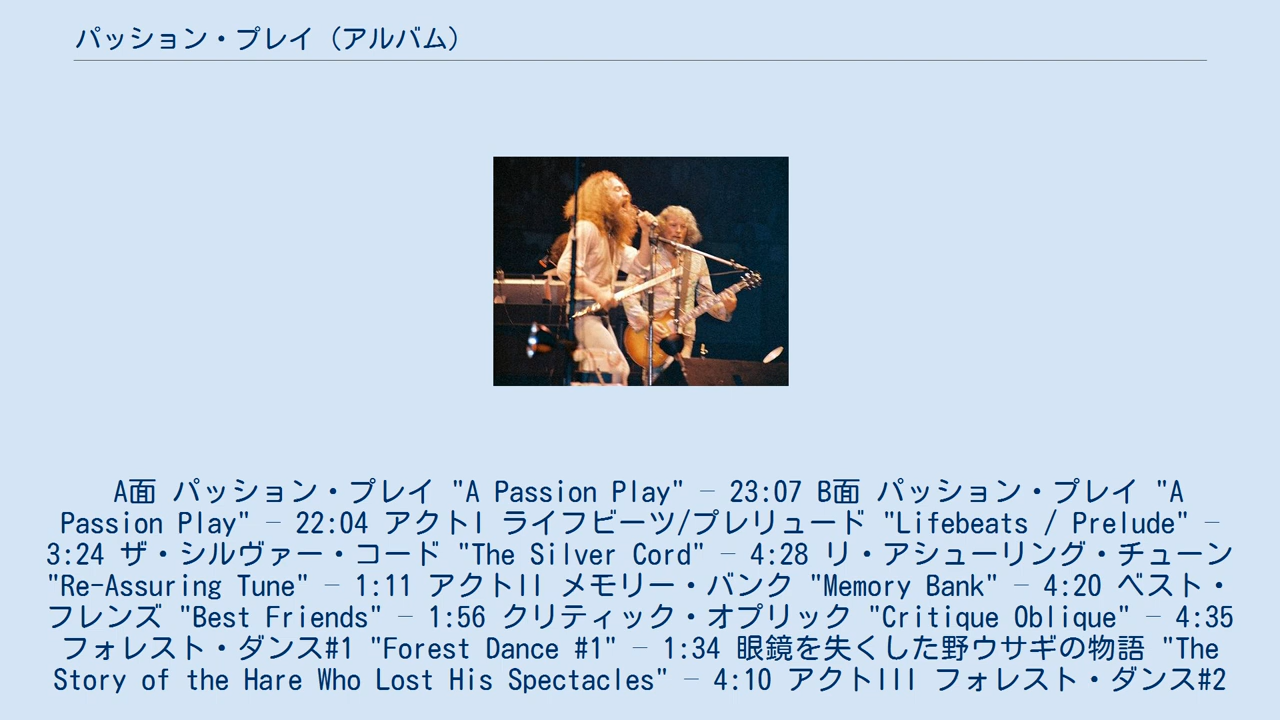 パッション・プレイ（アルバム）
A面 パッション・プレイ "A Passion Play" – 23:07 B面 パッション・プレイ "A
Passion Play" – 22:04 アクトI ライフビーツ/プレリュード "Lifebeats / Prelude" –
3:24 ザ・シルヴァー・コード "The Silver Cord" – 4:28 リ・アシューリング・チューン
"Re-Assuring Tune" – 1:11 アクトII メモリー・バンク "Memory Bank" – 4:20 ベスト・
フレンズ "Best Friends" – 1:56 クリティック・オブリック "Critique Oblique" – 4:35
フォレスト・ダンス#1 "Forest Dance #1" – 1:34 眼鏡を失くした野ウサギの物語 "The
Story of the Hare Who Lost His Spectacles" – 4:10 アクトIII フォレスト・ダンス#2